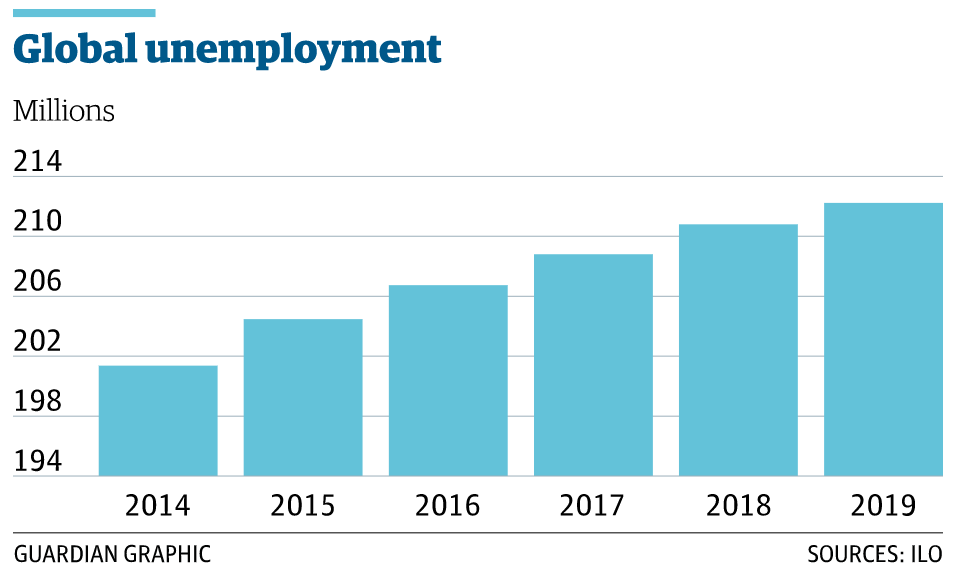 Global unemployment
Millions
214
210
206
202
198
194
2014 2015 2016 2017 2018 2019
GUARDIAN GRAPHIC SOURCES: ILO